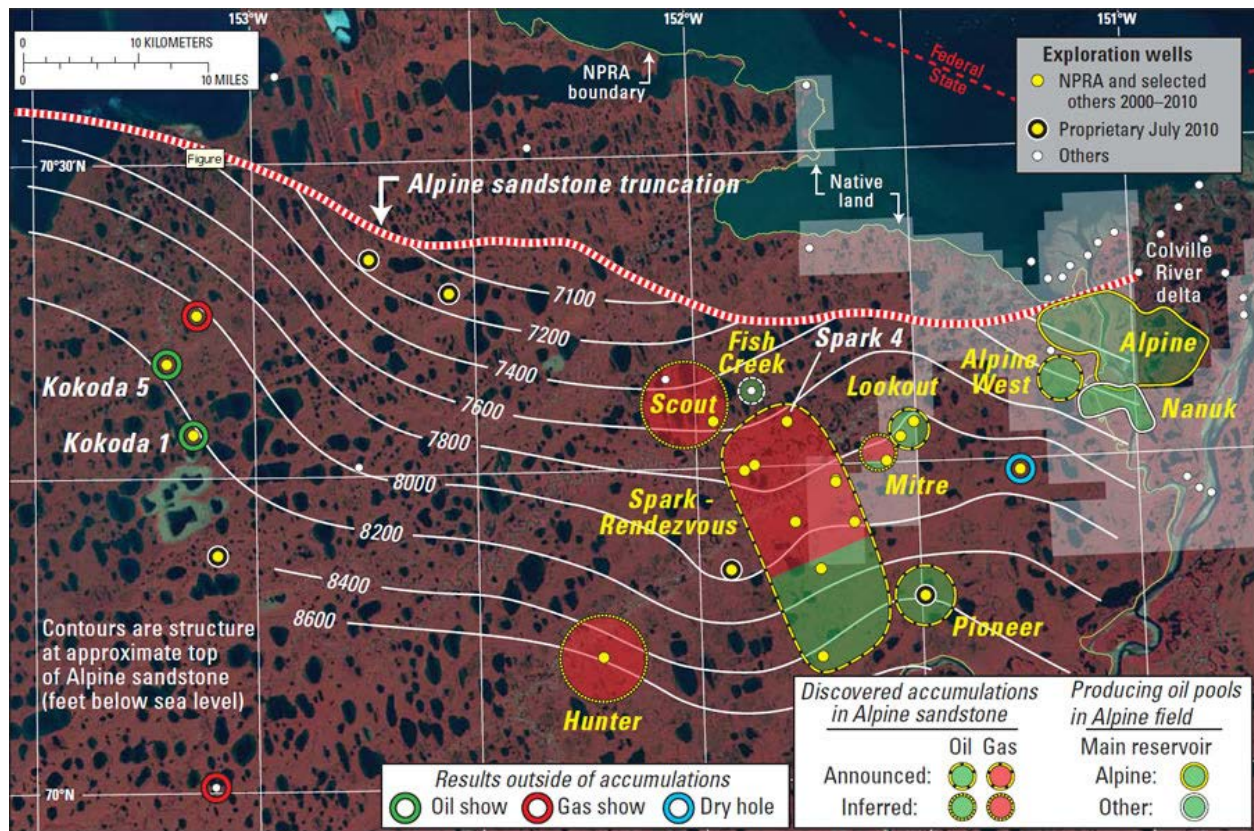 153°W
152°W
151°W
0 10 KILOMETERS
0 10 MILES
NPRA
boundary
Federal
State
Exploration wells
NPRA and selected
others 2000–2010
Proprietary July 2010
Others
70°30'N
Figure
Alpine sandstone truncation
Native
land
Colville
River
delta
7100
7200
7400
7600
7800
8000
8200
8400
8600
Fish
Creek
Spark 4
Lookout
Alpine
West
Alpine
Nanuk
Scout
Mitre
Kokoda 5
Kokoda 1
Spark -
Rendezvous
Pioneer
Hunter
Contours are structure
at approximate top
of Alpine sandstone
(feet below sea level)
70°N
Results outside of accumulations
Oil show Gas show Dry hole
Discovered accumulations
in Alpine sandstone
Oil Gas
Announced:
Inferred:
Producing oil pools
in Alpine field
Main reservoir
Alpine:
Other: